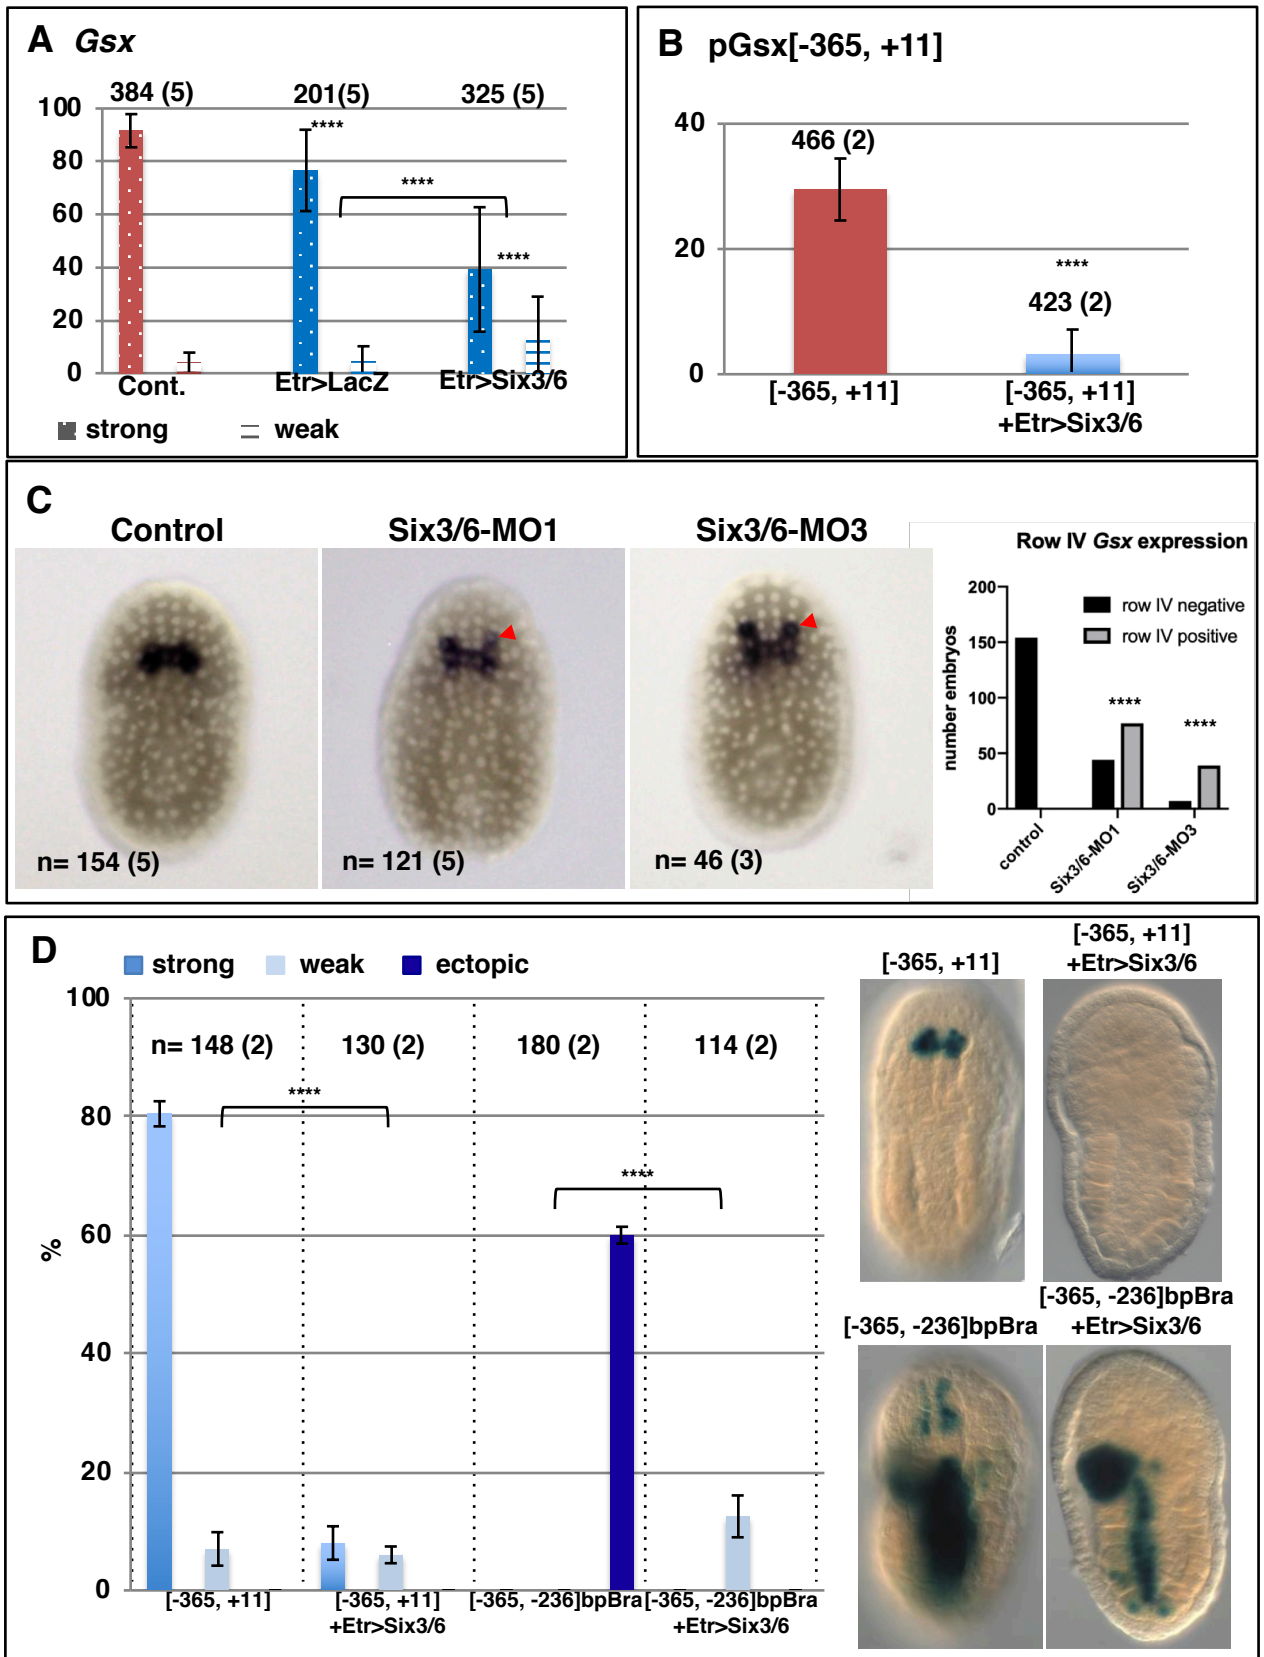 A Gsx
384 (5) 201(5) 325 (5)
100
80
60
40
20
0
****
****
****
Cont. Etr>LacZ Etr>Six3/6
strong weak
B pGsx[-365, +11]
40
20
0
466 (2)
****
423 (2)
[-365, +11] [-365, +11]
+Etr>Six3/6
C
Control Six3/6-MO1 Six3/6-MO3
n= 154 (5) n= 121 (5) n= 46 (3)
Row IV Gsx expression
number embryos
200
150
100
50
0
row IV negative
row IV positive
****
****
control Six3/6-MO1 Six3/6-MO3
D
strong weak ectopic
%
100
80
60
40
20
0
n= 148 (2) 130 (2) 180 (2) 114 (2)
****
****
[-365, +11] [-365, +11] [-365, -236]bpBra [-365, -236]bpBra
+Etr>Six3/6 +Etr>Six3/6
[-365, +11]
[-365, +11]
+Etr>Six3/6
[-365, -236]bpBra
[-365, -236]bpBra
+Etr>Six3/6